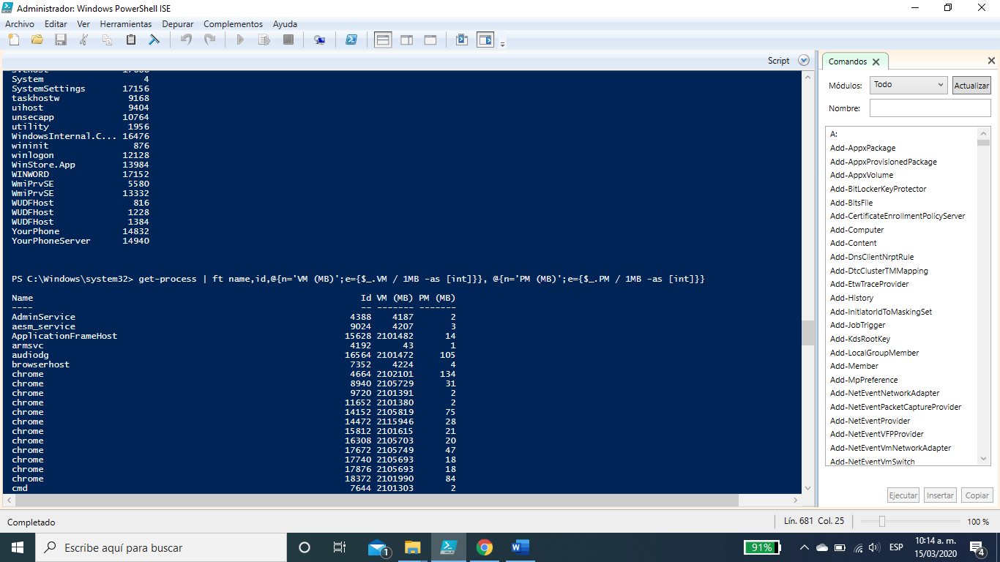 Administrador: Windows PowerShell ISE
Archivo Editar Ver Herramientas Depurar Complementos Ayuda
Script
System 4
SystemSettings 17156
taskhostw 9168
uihost 9404
unsecapp 10764
utility 1956
WindowsInternal.C... 16476
wininit 876
winlogon 12128
WinStore.App 13984
WINWORD 17152
WmiPrvSE 5580
WmiPrvSE 13332
WUDFHost 816
WUDFHost 1228
WUDFHost 1384
YourPhone 14832
YourPhoneServer 14940
PS C:\Windows\system32> get-process | ft name,id,@{n='VM (MB)';e={$_.VM / 1MB -as [int]}}, @{n='PM (MB)';e={$_.PM / 1MB -as [int]}}
Name Id VM (MB) PM (MB)
---- -- ------- -------
AdminService 4388 4187 2
aesm_service 9024 4207 3
ApplicationFrameHost 15628 2101482 14
armsvc 4192 43 1
audiodg 16564 2101472 105
browserhost 7352 4224 4
chrome 4664 2102101 134
chrome 8940 2105729 31
chrome 9720 2101391 2
chrome 11652 2101380 2
chrome 14152 2105819 75
chrome 14472 2115946 28
chrome 15812 2101615 21
chrome 16308 2105703 20
chrome 17672 2105749 47
chrome 17740 2105693 18
chrome 17876 2105693 18
chrome 18372 2101990 84
cmd 7644 2101303 2
Comandos
Módulos: Todo Actualizar
Nombre:
A:
Add-AppxPackage
Add-AppxProvisionedPackage
Add-AppxVolume
Add-BitLockerKeyProtector
Add-BitsFile
Add-CertificateEnrollmentPolicyServer
Add-Computer
Add-Content
Add-DnsClientNrptRule
Add-DtcClusterTMMapping
Add-EtwTraceProvider
Add-History
Add-InitiatorIdToMaskingSet
Add-JobTrigger
Add-KdsRootKey
Add-LocalGroupMember
Add-Member
Add-MpPreference
Add-NetEventNetworkAdapter
Add-NetEventPacketCaptureProvider
Add-NetEventProvider
Add-NetEventVFPProvider
Add-NetEventVmNetworkAdapter
Add-NetEventVmSwitch
Ejecutar Insertar Copiar
Completado
Lín. 681 Col. 25
100 %
Escribe aquí para buscar
1
91%
ESP
10:14 a. m.
15/03/2020
4